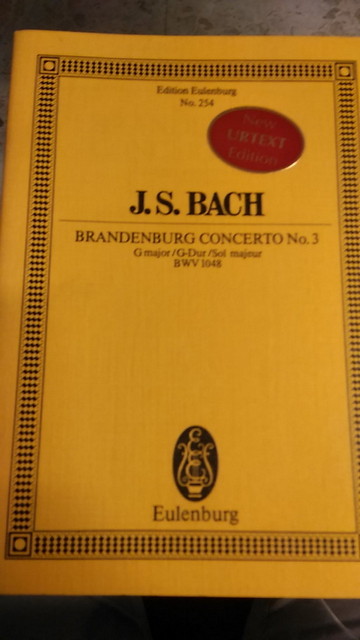 Edition Eulenburg
No. 254
New
URTEXT
Edition
J. S. BACH
BRANDENBURG CONCERTO No. 3
G major/G-Dur/Sol majeur
BWV 1048
E
Eulenburg